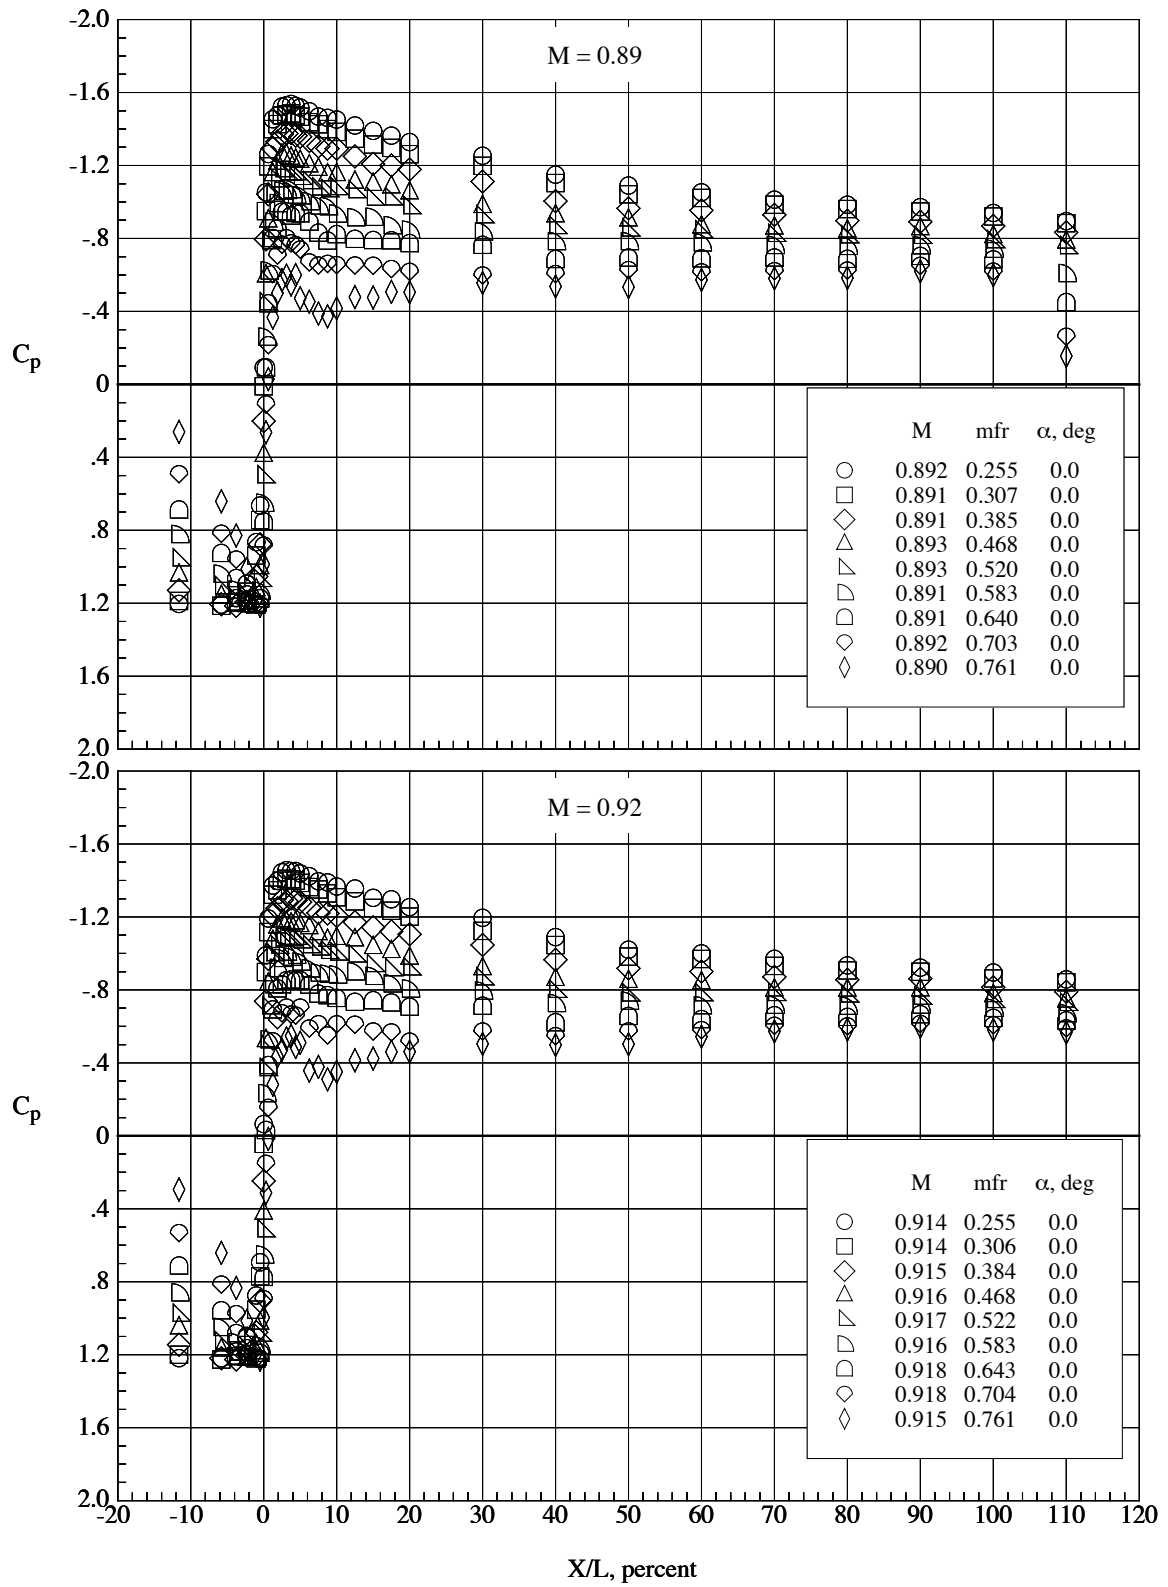 -2.0
M = 0.89
-1.6
-1.2
-.8
-.4
Cp
0
.4
.8
1.2
1.6
2.0
M mfr α, deg
0.892 0.255 0.0
0.891 0.307 0.0
0.891 0.385 0.0
0.893 0.468 0.0
0.893 0.520 0.0
0.891 0.583 0.0
0.891 0.640 0.0
0.892 0.703 0.0
0.890 0.761 0.0
-2.0
M = 0.92
-1.6
-1.2
-.8
-.4
Cp
0
.4
.8
1.2
1.6
2.0
M mfr α, deg
0.914 0.255 0.0
0.914 0.306 0.0
0.915 0.384 0.0
0.916 0.468 0.0
0.917 0.522 0.0
0.916 0.583 0.0
0.918 0.643 0.0
0.918 0.704 0.0
0.915 0.761 0.0
-20 -10 0 10 20 30 40 50 60 70 80 90 100 110 120
X/L, percent